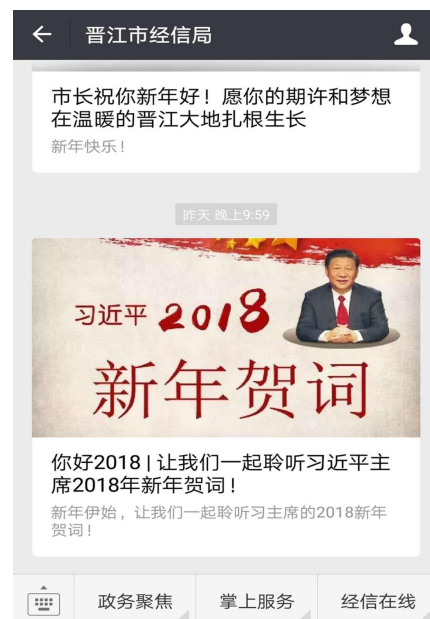 晋江市经信局
市长祝你新年好！愿你的期许和梦想
在温暖的晋江大地扎根生长
新年快乐！
昨天 晚上9:59
习近平 2018
新年贺词
你好2018 | 让我们一起聆听习近平主
席2018年新年贺词！
新年伊始，让我们一起聆听习主席的2018新年
贺词！
政务聚焦
掌上服务
经信在线